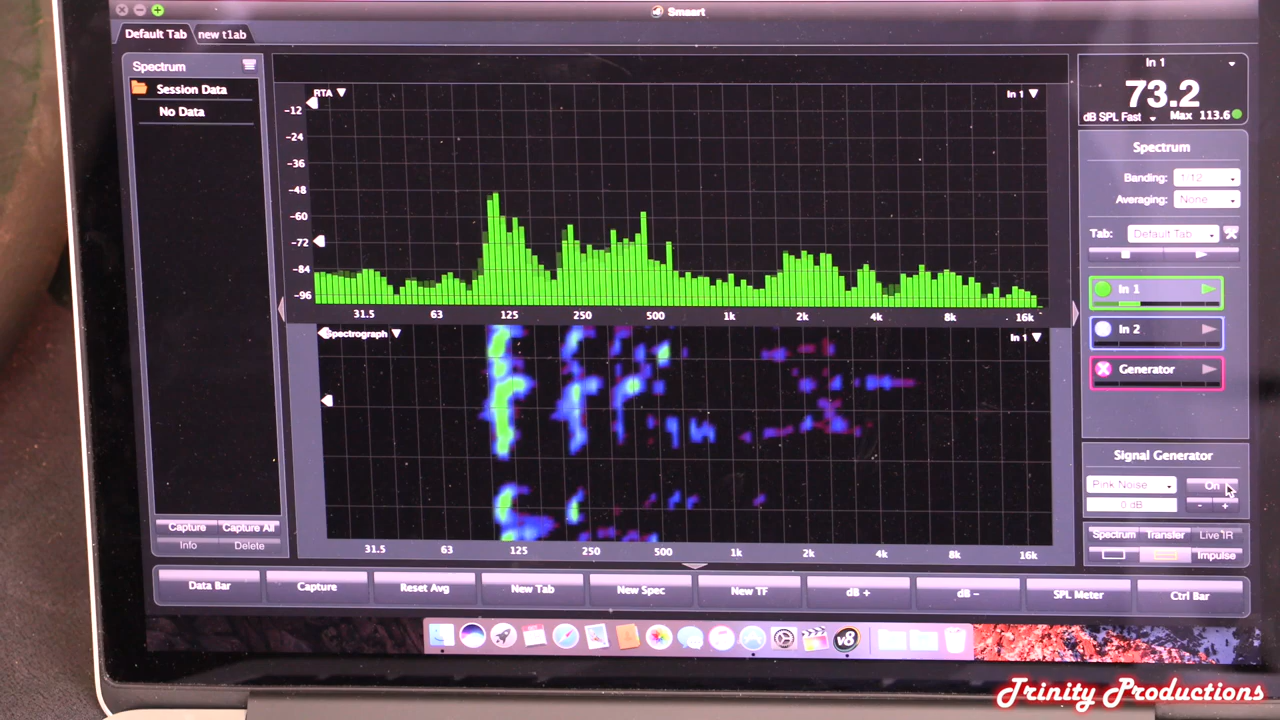 Smaart
Default Tab
new t1ab
Spectrum
Session Data
No Data
Capture
Capture All
Info
Delete
RTA
In 1
-12
-24
-36
-48
-60
-72
-84
-96
31.5 63 125 250 500 1k 2k 4k 8k 16k
Spectrograph
In 1
31.5 63 125 250 500 1k 2k 4k 8k 16k
In 1
73.2
dB SPL Fast Max 113.6
Spectrum
Banding: 1/12
Averaging: None
Tab: Default Tab
In 1
In 2
Generator
Signal Generator
Pink Noise On
0 dB - +
Spectrum Transfer Live IR
Impulse
Data Bar Capture Reset Avg New Tab New Spec New TF dB + dB - SPL Meter Ctrl Bar
v8
Trinity Productions